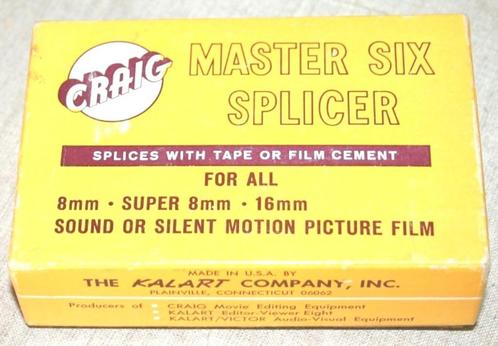 CRAIG
MASTER SIX
SPLICER
SPLICES WITH TAPE OR FILM CEMENT
FOR ALL
8mm · SUPER 8mm · 16mm
SOUND OR SILENT MOTION PICTURE FILM
MADE IN U.S.A. BY
THE KALART COMPANY, INC.
PLAINVILLE, CONNECTICUT 06062
Producers of CRAIG Movie Editing Equipment
KALART Editor-Viewer Eight
KALART/VICTOR Audio-Visual Equipment